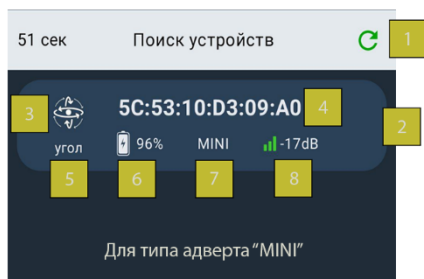 51 сек Поиск устройств 1
3 5C:53:10:D3:09:A0 4 2
угол 96% MINI -17dB
5 6 7 8
Для типа адверта “MINI”